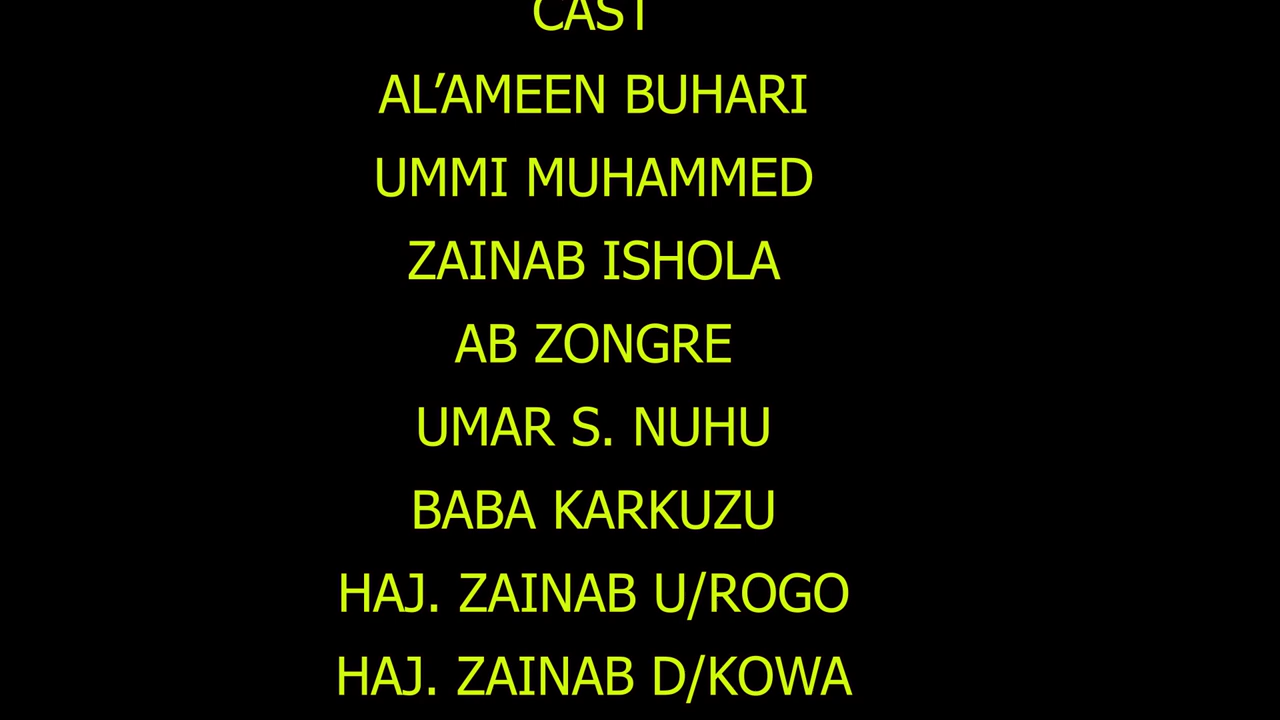 CAST
AL’AMEEN BUHARI
UMMI MUHAMMED
ZAINAB ISHOLA
AB ZONGRE
UMAR S. NUHU
BABA KARKUZU
HAJ. ZAINAB U/ROGO
HAJ. ZAINAB D/KOWA